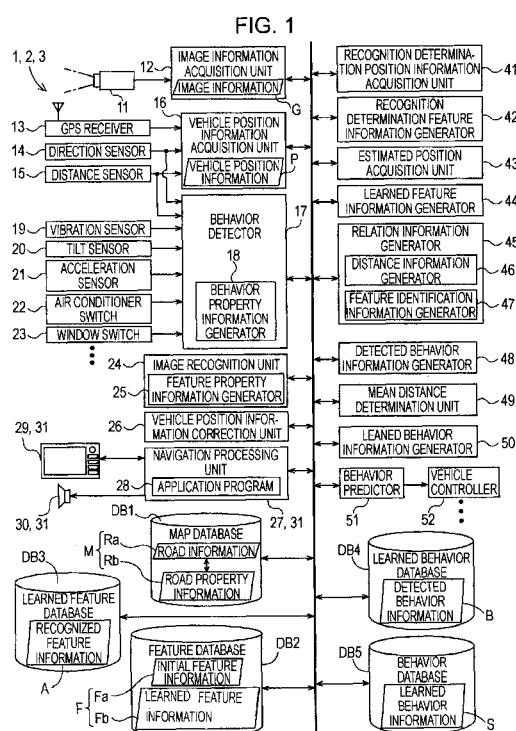 FIG. 1
1, 2, 3
11
12
IMAGE INFORMATION
ACQUISITION UNIT
IMAGE INFORMATION
G
13
GPS RECEIVER
14
DIRECTION SENSOR
15
DISTANCE SENSOR
16
VEHICLE POSITION
INFORMATION
ACQUISITION UNIT
VEHICLE POSITION
INFORMATION
P
17
BEHAVIOR
DETECTOR
18
BEHAVIOR
PROPERTY
INFORMATION
GENERATOR
19
VIBRATION SENSOR
20
TILT SENSOR
21
ACCELERATION
SENSOR
22
AIR CONDITIONER
SWITCH
23
WINDOW SWITCH
24
IMAGE RECOGNITION UNIT
25
FEATURE PROPERTY
INFORMATION GENERATOR
26
VEHICLE POSITION INFOR-
MATION CORRECTION UNIT
29, 31
NAVIGATION PROCESSING
UNIT
28
APPLICATION PROGRAM
27, 31
30, 31
DB1
MAP DATABASE
M
Ra
ROAD INFORMATION
Rb
ROAD PROPERTY
INFORMATION
DB3
LEARNED FEATURE
DATABASE
RECOGNIZED
FEATURE
INFORMATION
A
DB2
FEATURE DATABASE
F
Fa
INITIAL FEATURE
INFORMATION
Fb
LEARNED FEATURE
INFORMATION
RECOGNITION DETERMINA-
TION POSITION INFORMATION
ACQUISITION UNIT
41
RECOGNITION
DETERMINATION FEATURE
INFORMATION GENERATOR
42
ESTIMATED POSITION
ACQUISITION UNIT
43
LEARNED FEATURE
INFORMATION GENERATOR
44
RELATION INFORMATION
GENERATOR
45
DISTANCE INFORMATION
GENERATOR
46
FEATURE IDENTIFICATION
INFORMATION GENERATOR
47
DETECTED BEHAVIOR
INFORMATION GENERATOR
48
MEAN DISTANCE
DETERMINATION UNIT
49
LEANED BEHAVIOR
INFORMATION GENERATOR
50
BEHAVIOR
PREDICTOR
51
VEHICLE
CONTROLLER
52
DB4
LEARNED BEHAVIOR
DATABASE
DETECTED
BEHAVIOR
INFORMATION
B
DB5
BEHAVIOR
DATABASE
LEARNED
BEHAVIOR
INFORMATION
S